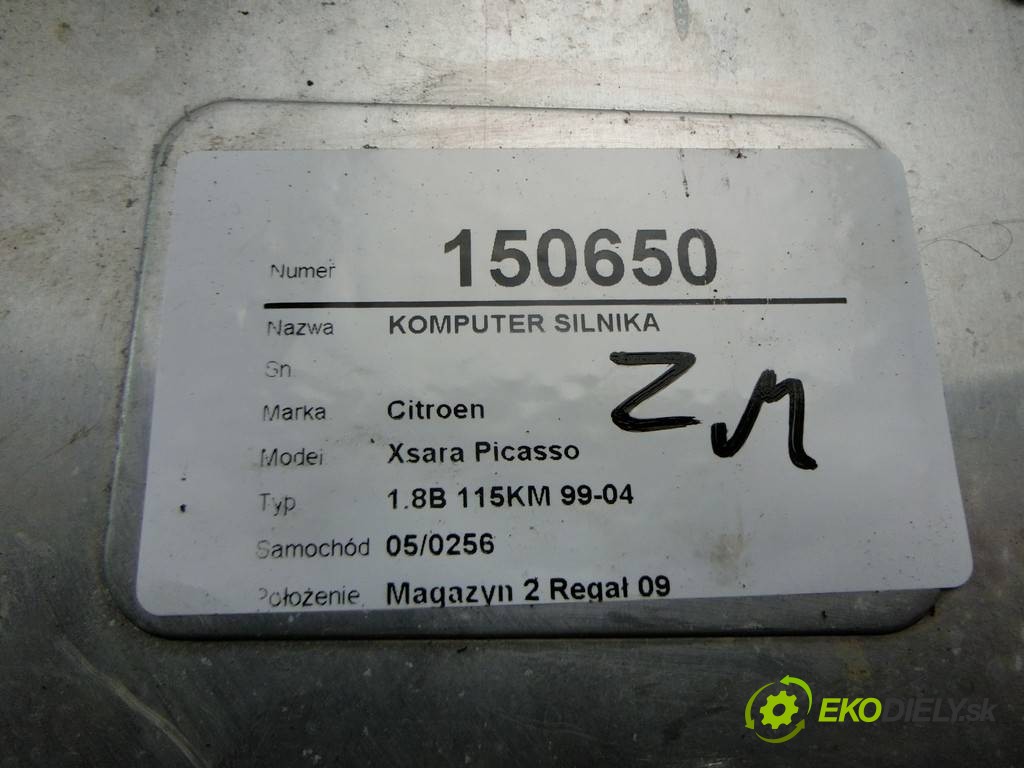 Numer 150650
Nazwa KOMPUTER SILNIKA
Sn
Marka Citroen
Model Xsara Picasso
Typ 1.8B 115KM 99-04
Samochód 05/0256
Położenie Magazyn 2 Regał 09
EKODIELY.sk